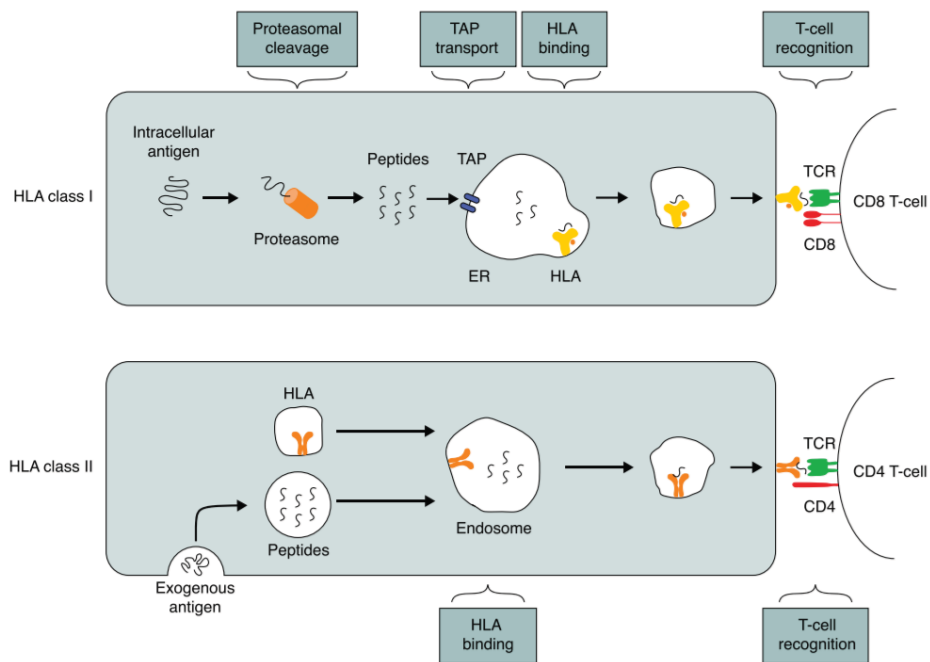 Proteasomal
cleavage
TAP
transport
HLA
binding
T-cell
recognition
HLA class I
Intracellular
antigen
Proteasome
Peptides
TAP
ER
HLA
TCR
CD8
CD8 T-cell
HLA class II
HLA
Peptides
Exogenous
antigen
Endosome
TCR
CD4
CD4 T-cell
HLA
binding
T-cell
recognition